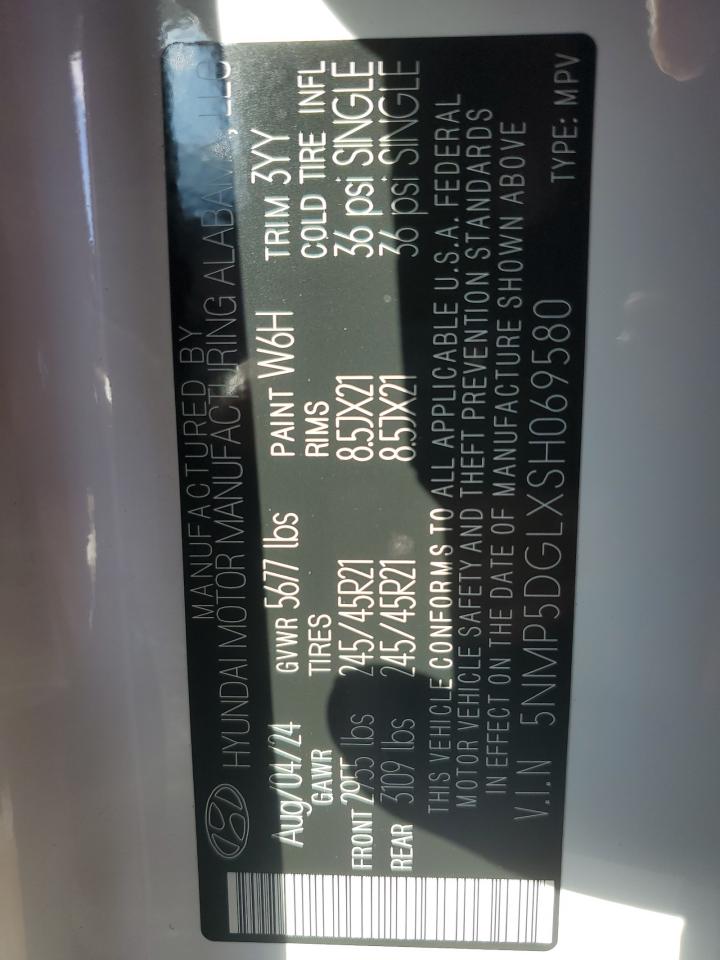 MANUFACTURED BY
HYUNDAI MOTOR MANUFACTURING ALABAMA, LLC
Aug/04/24 GVWR 5677 lbs PAINT W6H TRIM 3YY
GAWR TIRES RIMS COLD TIRE INFL
FRONT 2955 lbs 245/45R21 8.5JX21 36 psi SINGLE
REAR 3109 lbs 245/45R21 8.5JX21 36 psi SINGLE
THIS VEHICLE CONFORMS TO ALL APPLICABLE U.S.A. FEDERAL
MOTOR VEHICLE SAFETY AND THEFT PREVENTION STANDARDS
IN EFFECT ON THE DATE OF MANUFACTURE SHOWN ABOVE
V.I.N 5NMP5DGLXSH069580 TYPE: MPV